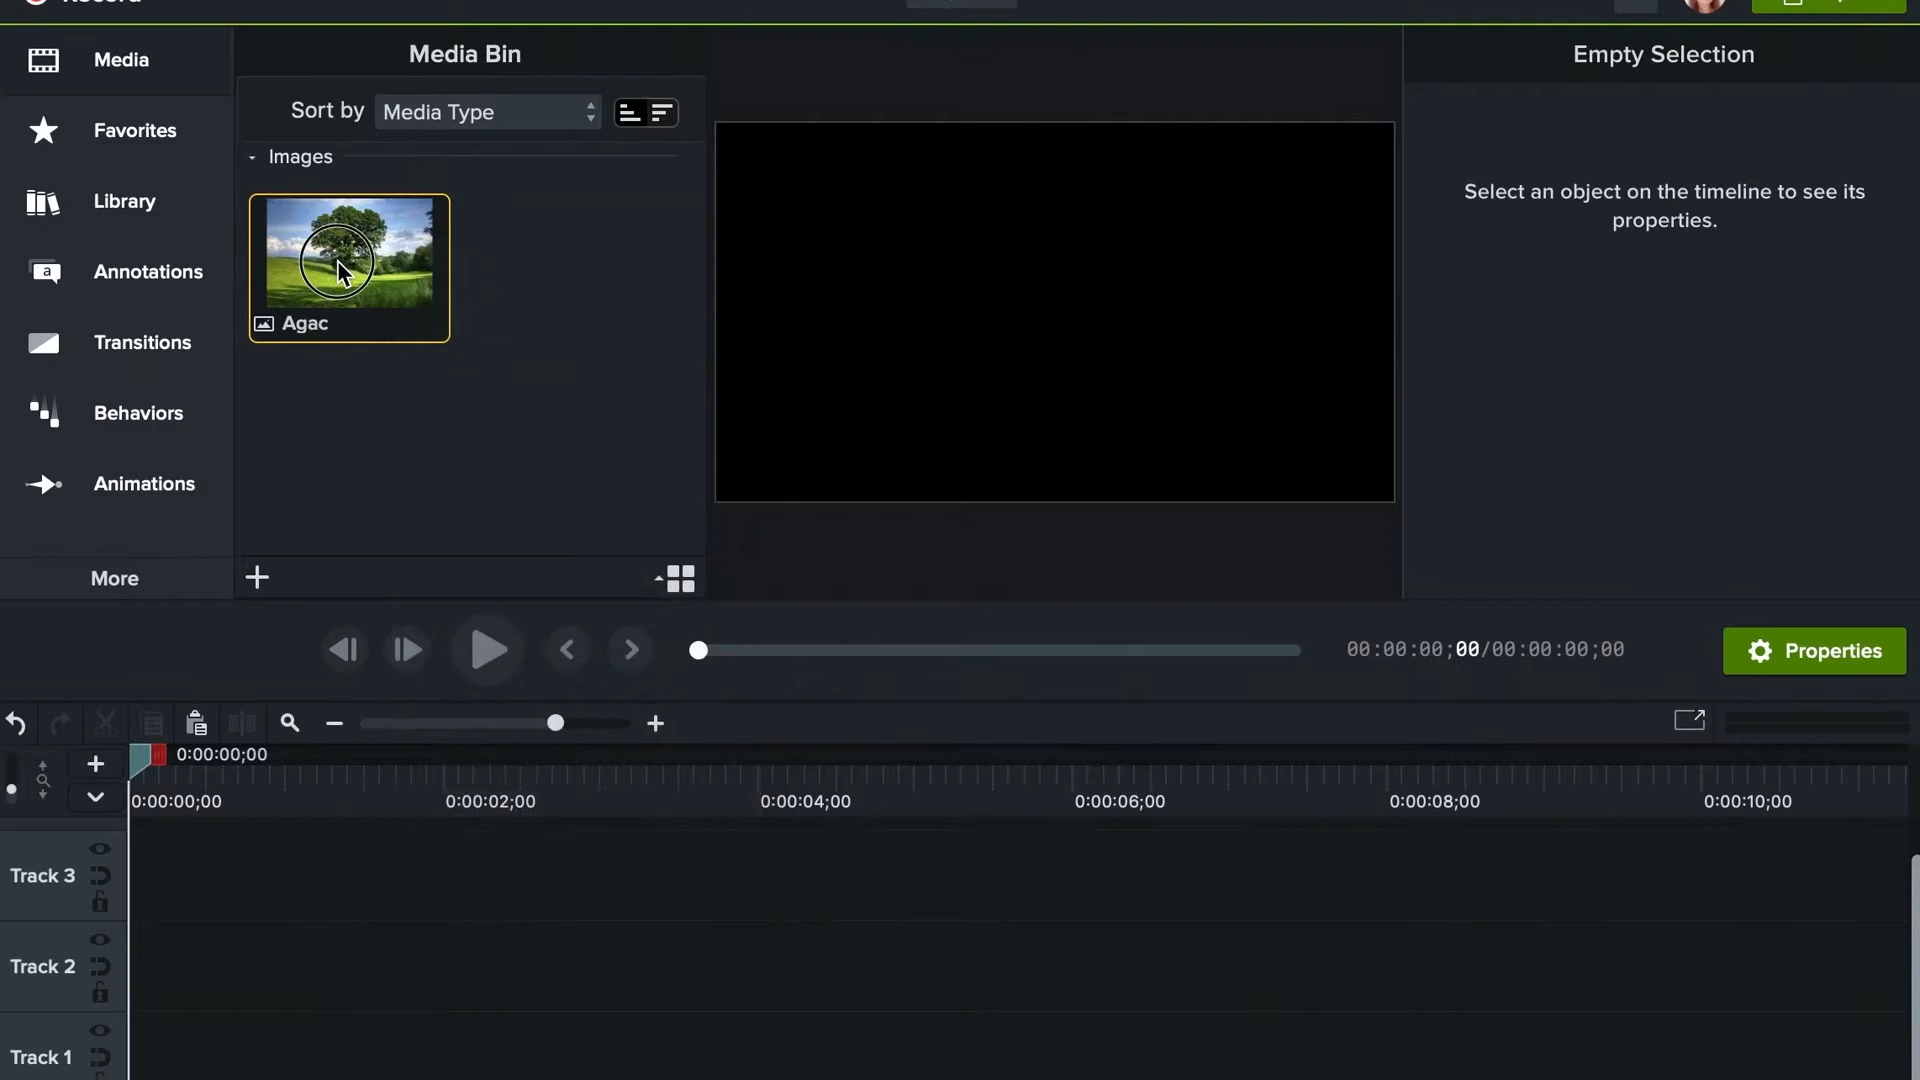 Media Bin
Empty Selection
Media
Favorites
Library
Annotations
Transitions
Behaviors
Animations
More
Sort by Media Type
Images
a
Agac
Select an object on the timeline to see its
properties.
00:00:00;00/00:00:00;00
Properties
0:00:00;00
0:00:00;00
0:00:02;00
0:00:04;00
0:00:06;00
0:00:08;00
0:00:10;00
Track 3
Track 2
Track 1